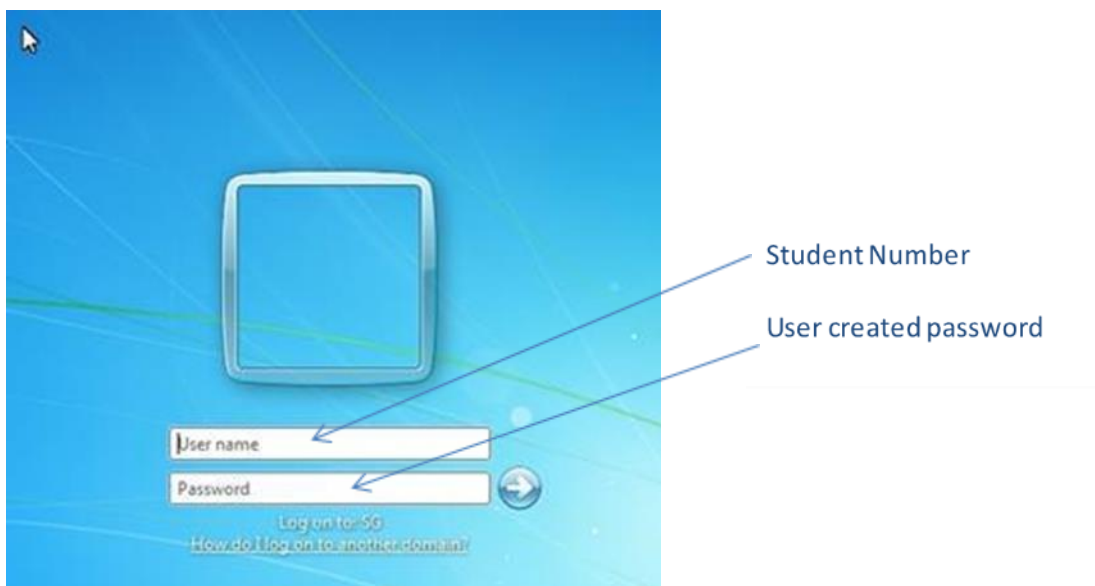 Student Number
User created password
User name
Password
Log on to: SG
How do I log on to another domain?